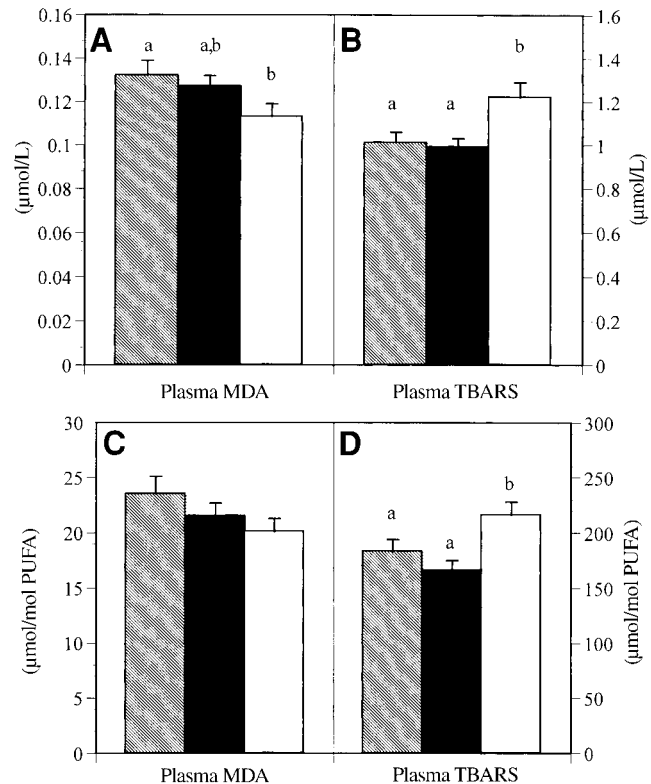 A
B
a
a,b
b
a
a
b
0.16
0.14
0.12
0.1
0.08
0.06
0.04
0.02
0
(μmol/L)
1.6
1.4
1.2
1
0.8
0.6
0.4
0.2
0
(μmol/L)
Plasma MDA
Plasma TBARS
C
D
a
a
b
30
25
20
15
10
5
0
(μmol/mol PUFA)
300
250
200
150
100
50
0
(μmol/mol PUFA)
Plasma MDA
Plasma TBARS